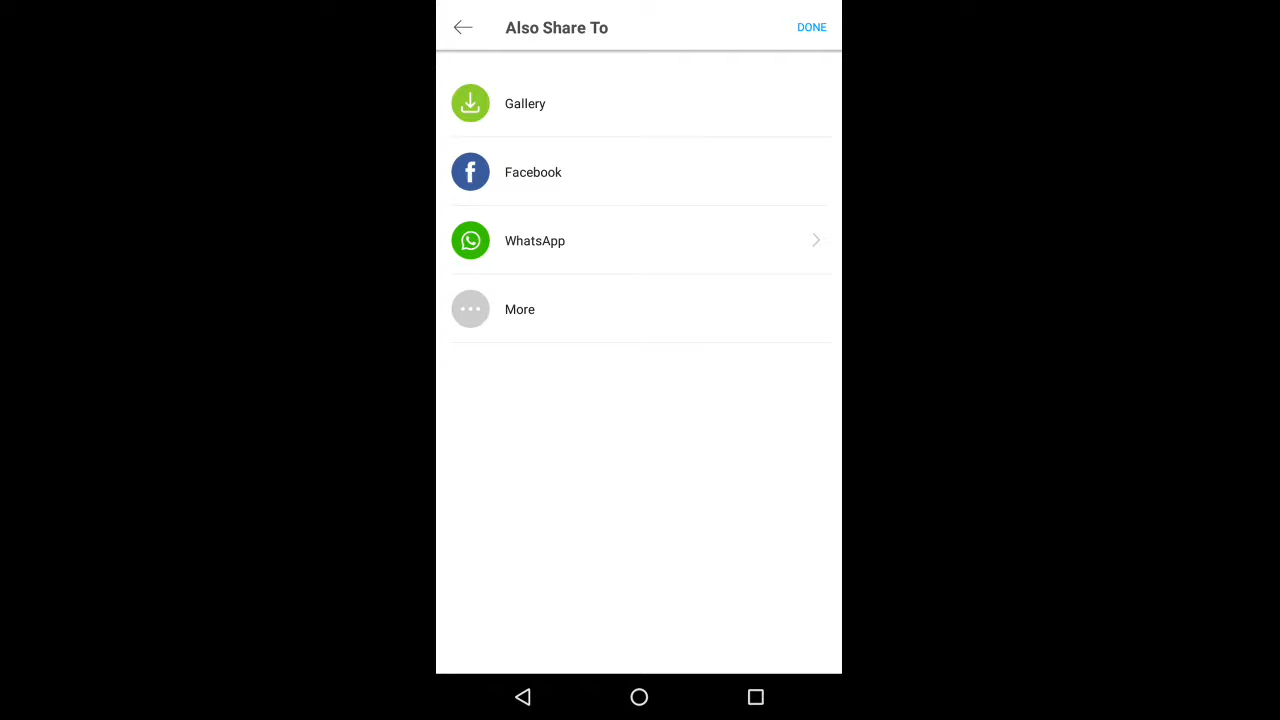 Also Share To
DONE
Gallery
Facebook
WhatsApp
More